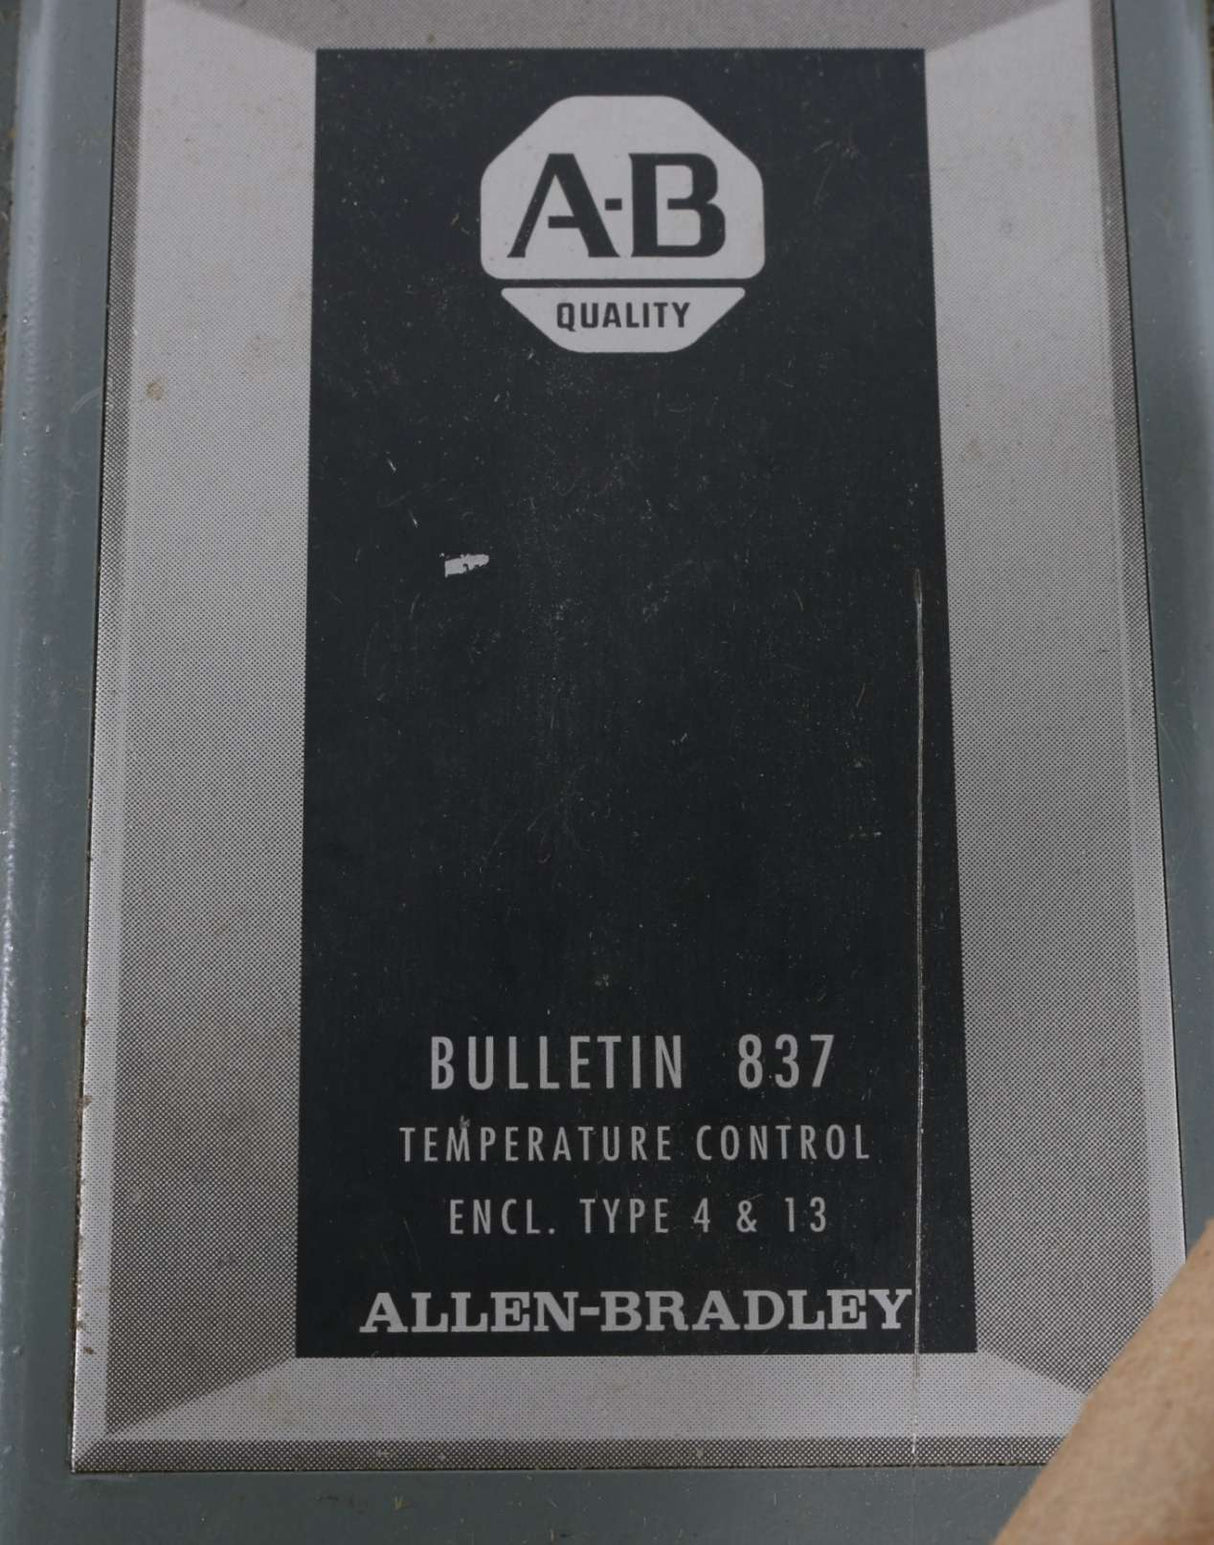 A-B
QUALITY
BULLETIN 837
TEMPERATURE CONTROL
ENCL. TYPE 4 & 13
ALLEN-BRADLEY